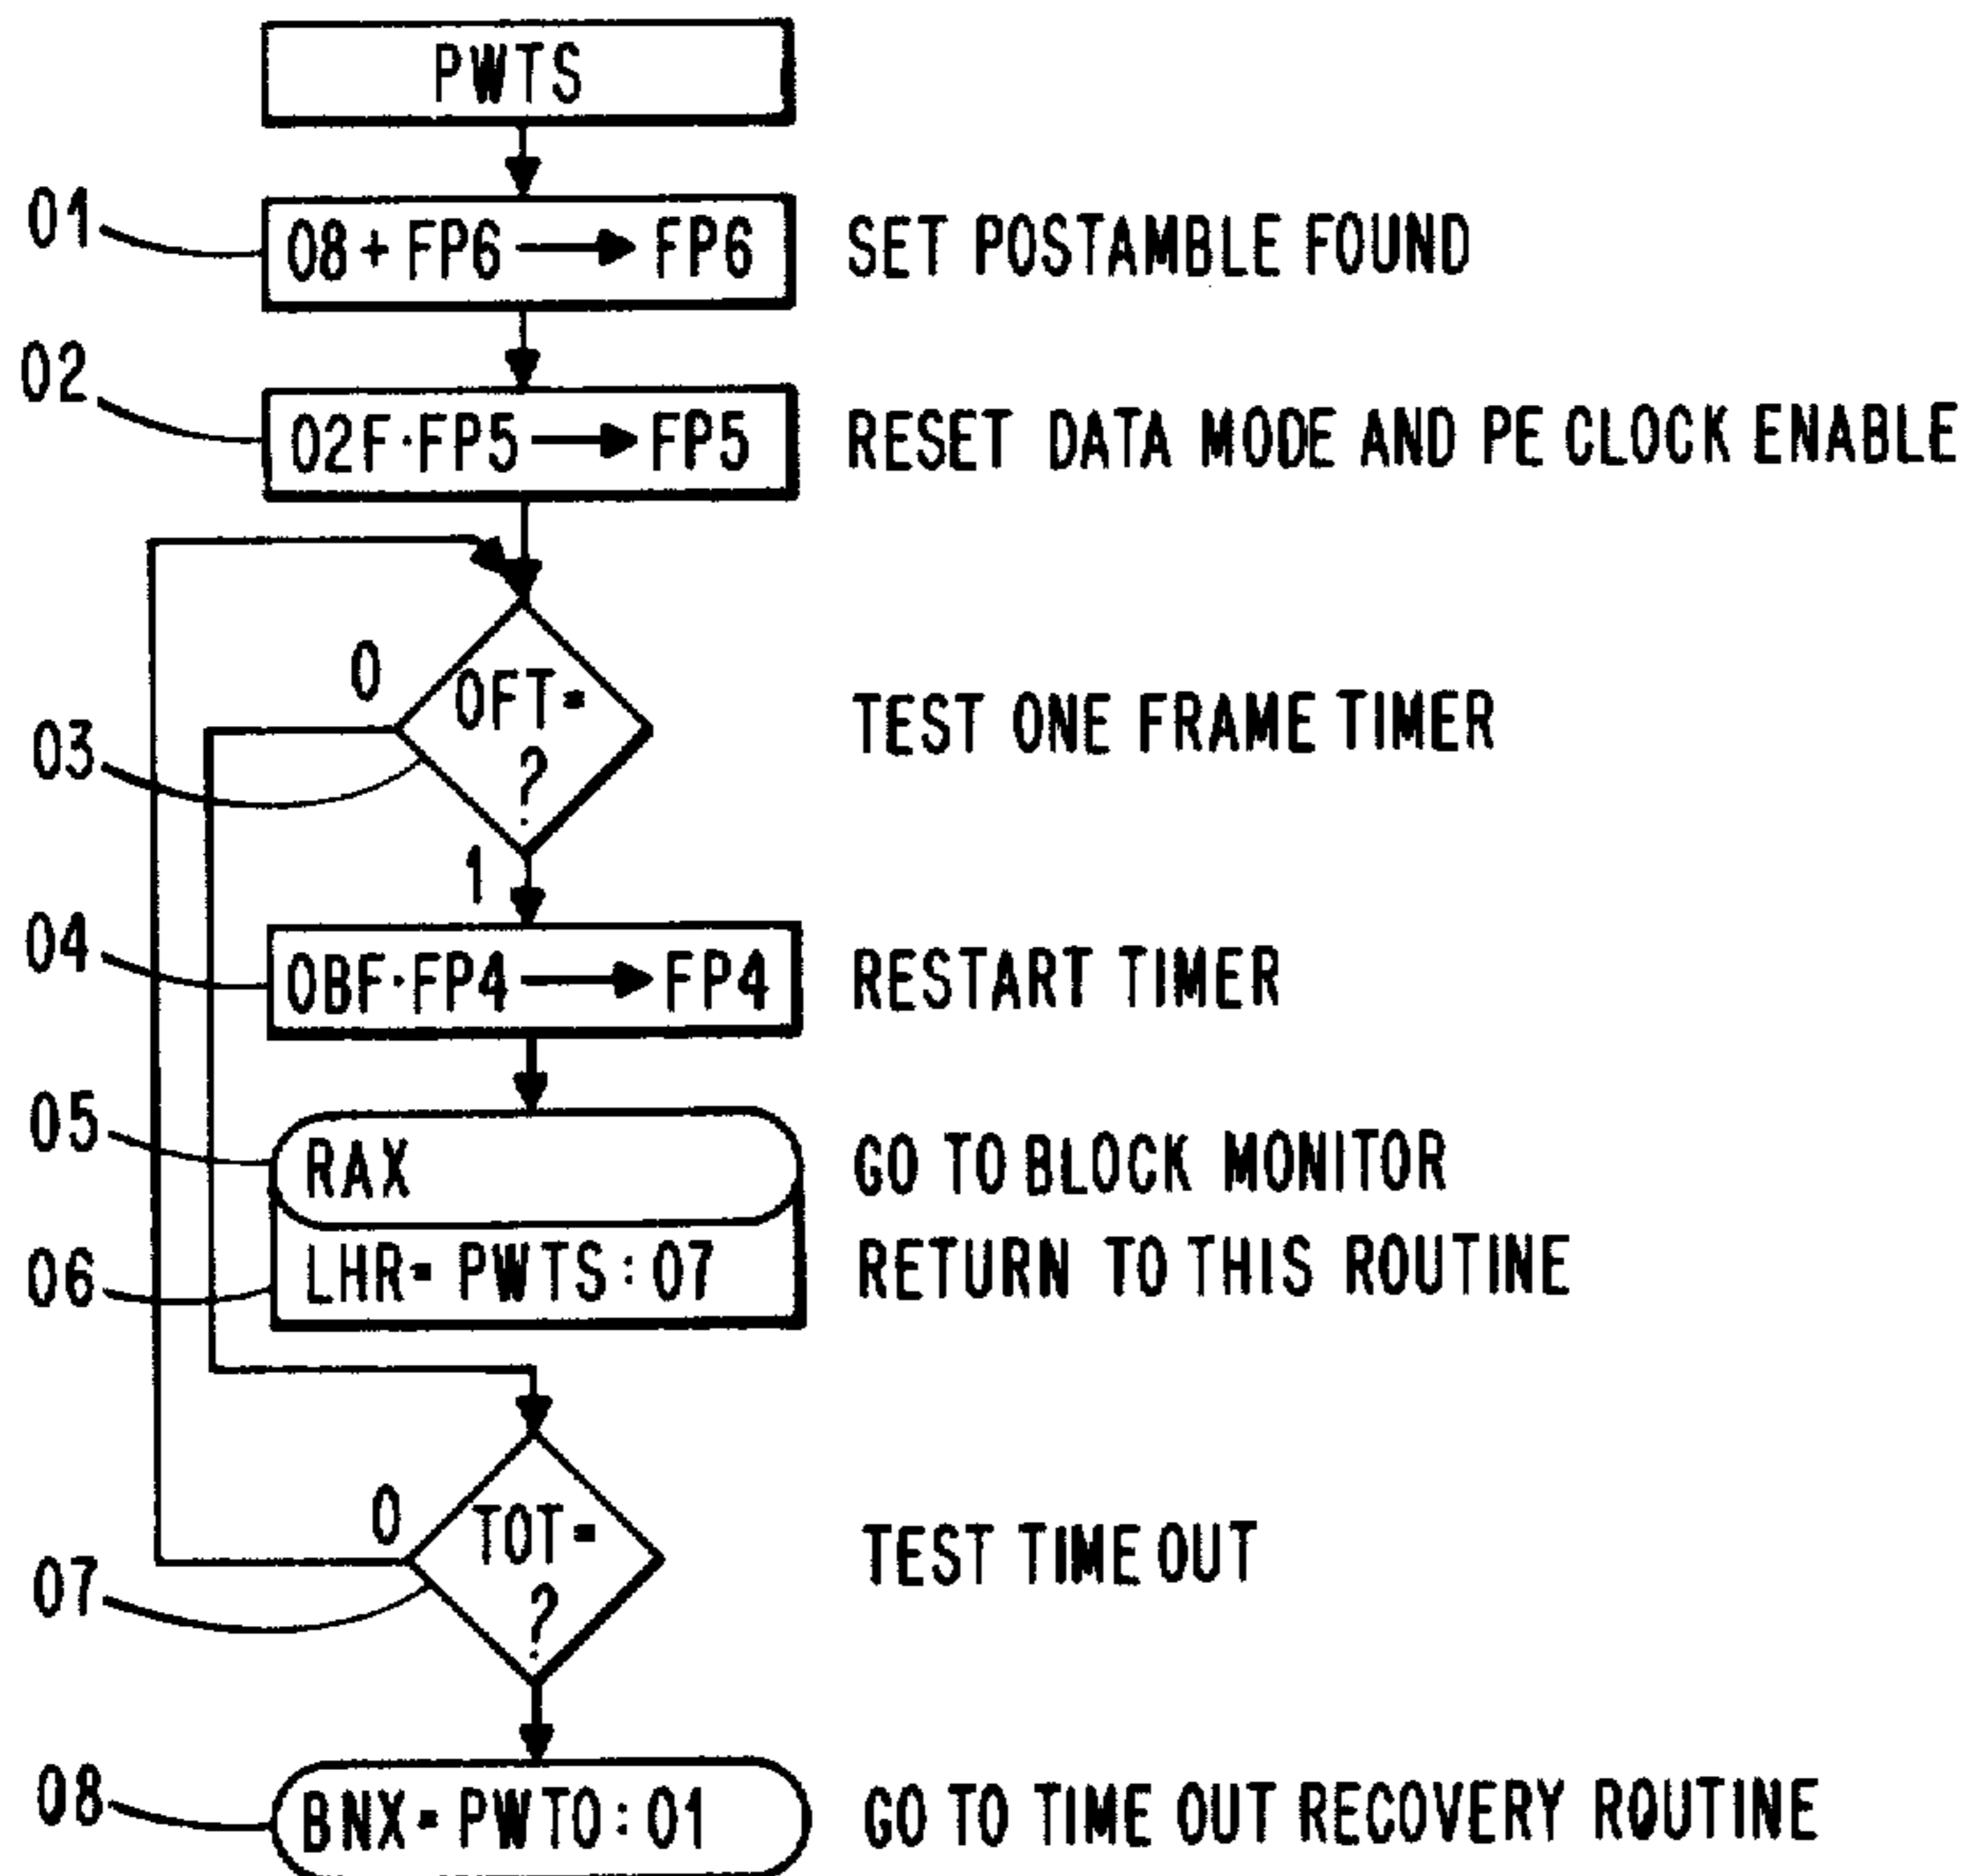 PWTS
01
08 + FP6 → FP6
SET POSTAMBLE FOUND
02
02F·FP5 → FP5
RESET DATA MODE AND PE CLOCK ENABLE
0
OFT=
?
03
TEST ONE FRAME TIMER
1
04
0BF·FP4 → FP4
RESTART TIMER
05
RAX
GO TO BLOCK MONITOR
06
LHR= PWTS:07
RETURN TO THIS ROUTINE
0
TOT=
?
07
TEST TIME OUT
08
BNX= PWTO:01
GO TO TIME OUT RECOVERY ROUTINE